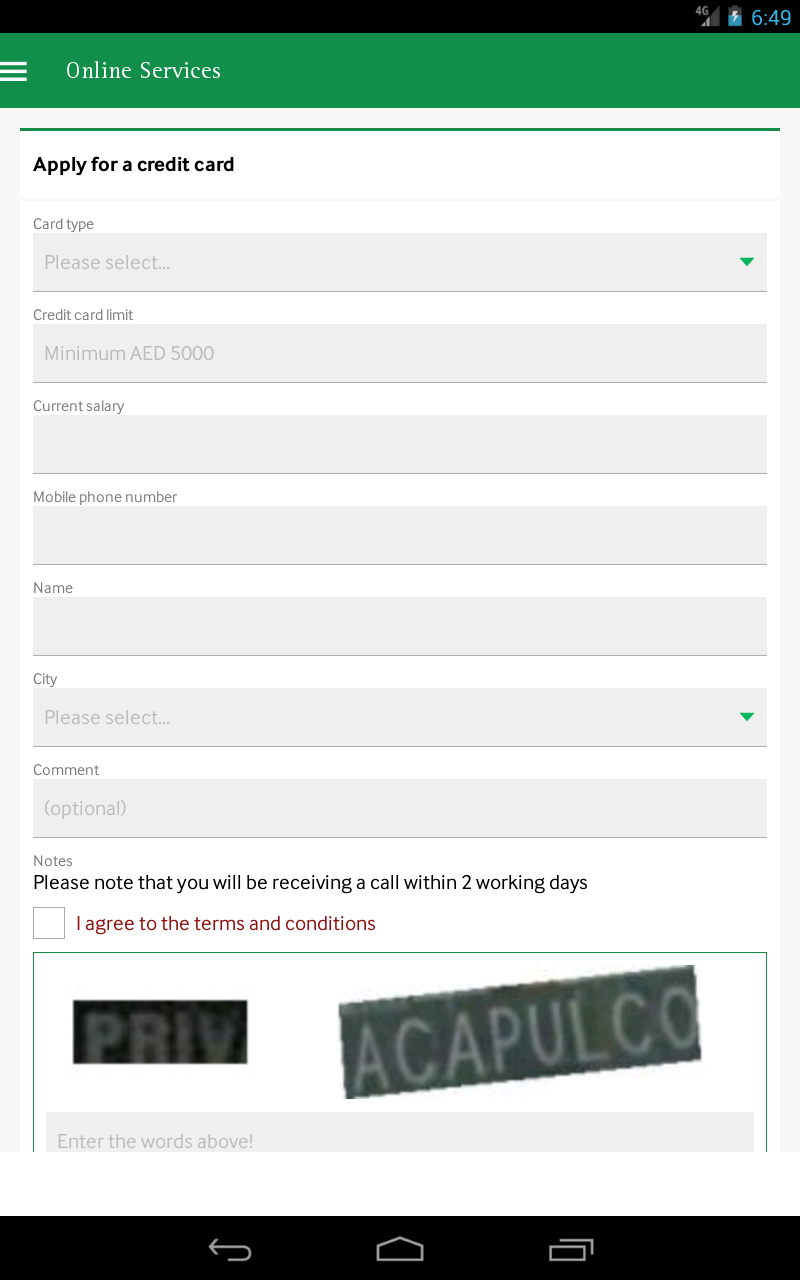 4G 6:49
Online Services
Apply for a credit card
Card type
Please select...
Credit card limit
Minimum AED 5000
Current salary
Mobile phone number
Name
City
Please select...
Comment
(optional)
Notes
Please note that you will be receiving a call within 2 working days
I agree to the terms and conditions
PRIV ACAPULCO
Enter the words above!